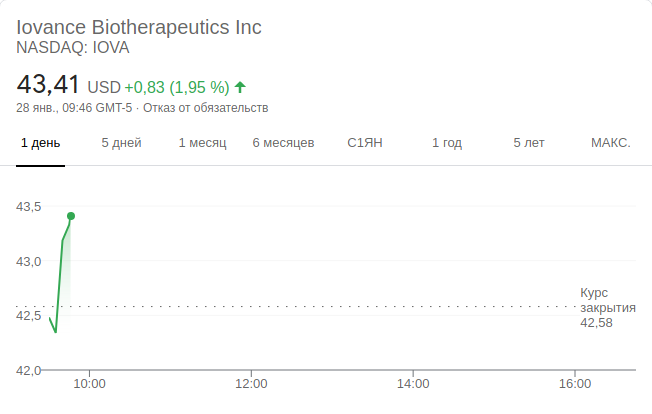 Iovance Biotherapeutics Inc
NASDAQ: IOVA
43,41 USD +0,83 (1,95 %)
28 янв., 09:46 GMT-5 · Отказ от обязательств
1 день 5 дней 1 месяц 6 месяцев С1ЯН 1 год 5 лет МАКС.
43,5
43,0
42,5
42,0
Курс
закрытия
42,58
10:00 12:00 14:00 16:00